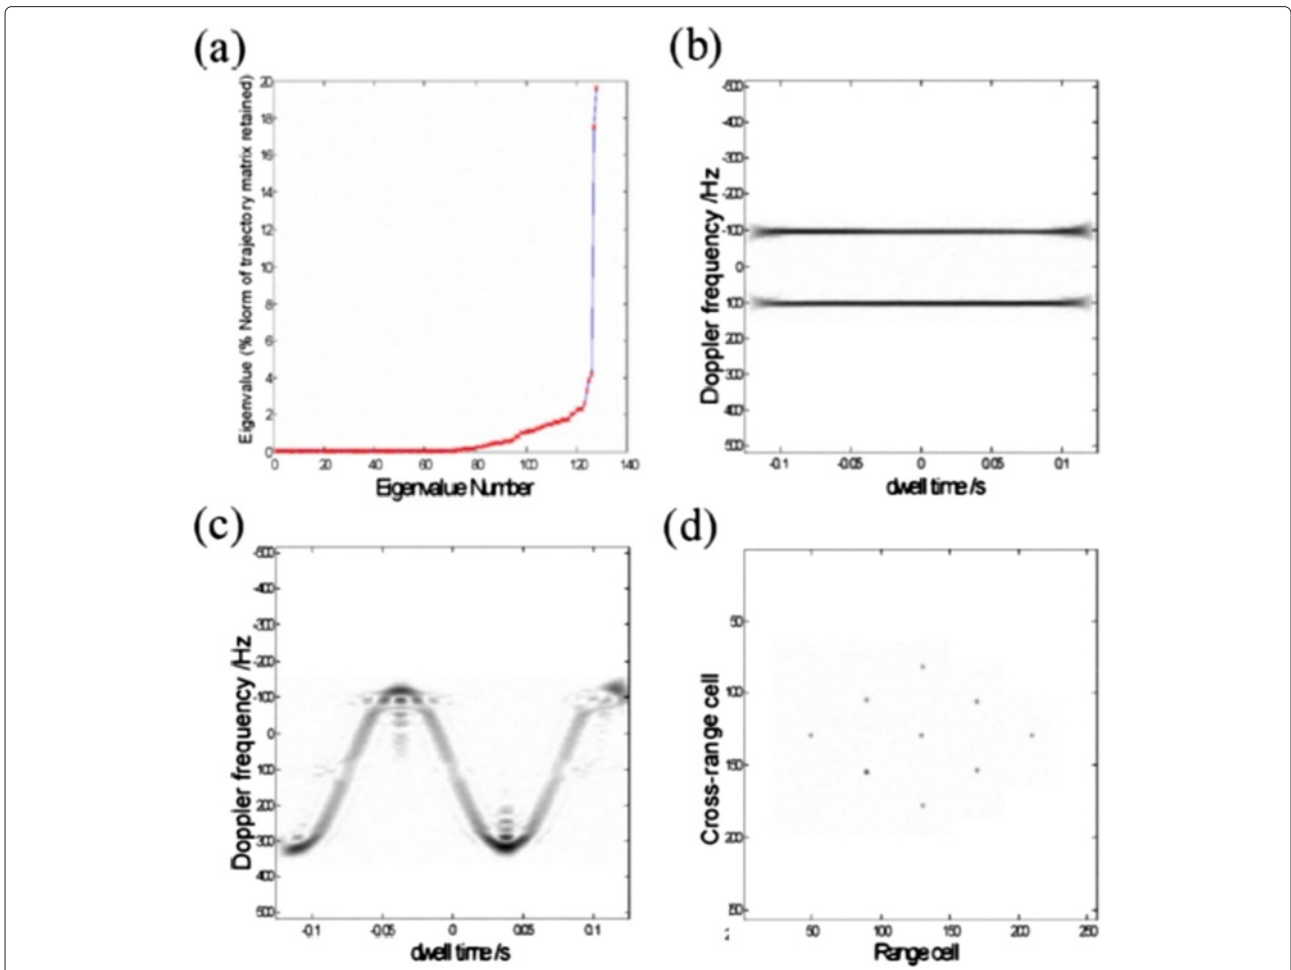 (a)
Eigenvalue (% Norm of trajectory matrix retained)
20
18
16
14
12
10
8
6
4
2
0
0 20 40 60 80 100 120 140
Eigenvalue Number
(b)
Doppler frequency /Hz
-500
-400
-300
-200
-100
0
100
200
300
400
500
-0.1 -0.05 0 0.05 0.1
dwell time /s
(c)
Doppler frequency /Hz
-500
-400
-300
-200
-100
0
100
200
300
400
500
-0.1 -0.05 0 0.05 0.1
dwell time /s
(d)
Cross-range cell
50
100
150
200
50 100 150 200 250
Range cell